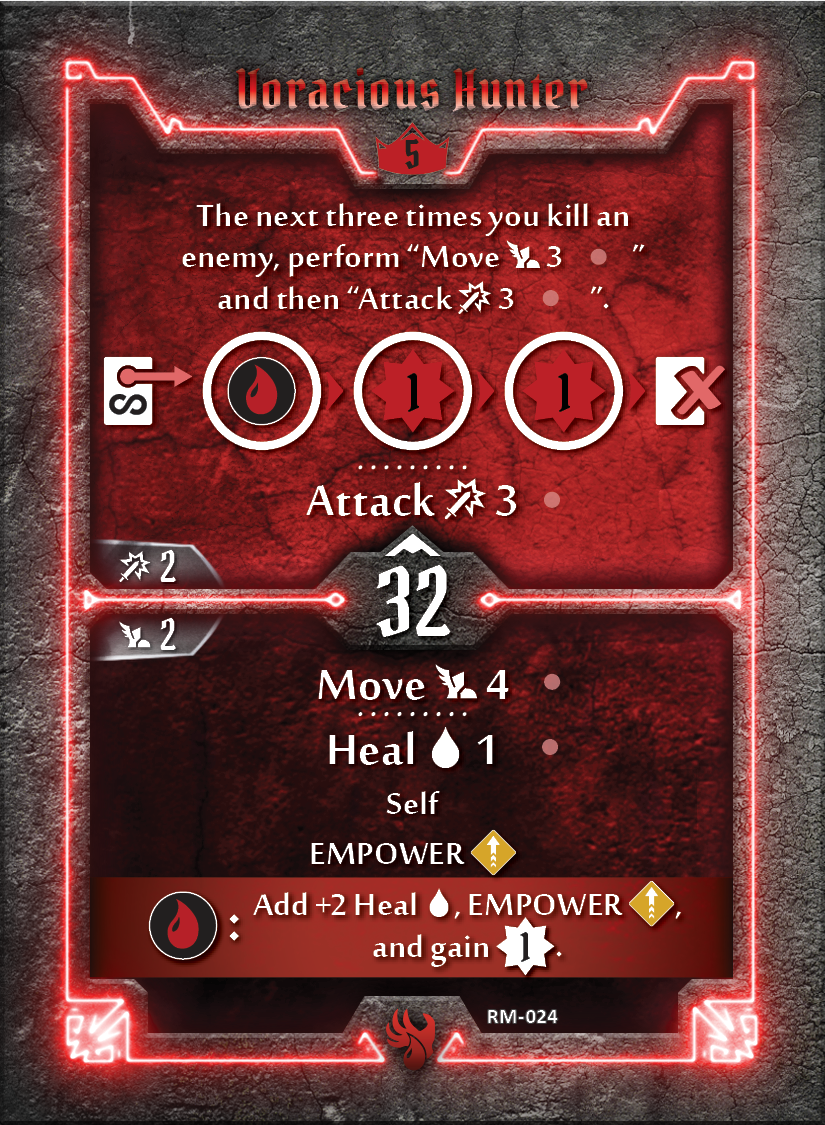 Voracious Hunter
5
The next three times you kill an
enemy, perform “Move 3 ”
and then “Attack 3 ”.
1 1
Attack 3
2
32
2
Move 4
Heal 1
Self
EMPOWER
: Add +2 Heal , EMPOWER ,
and gain 1 .
RM-024